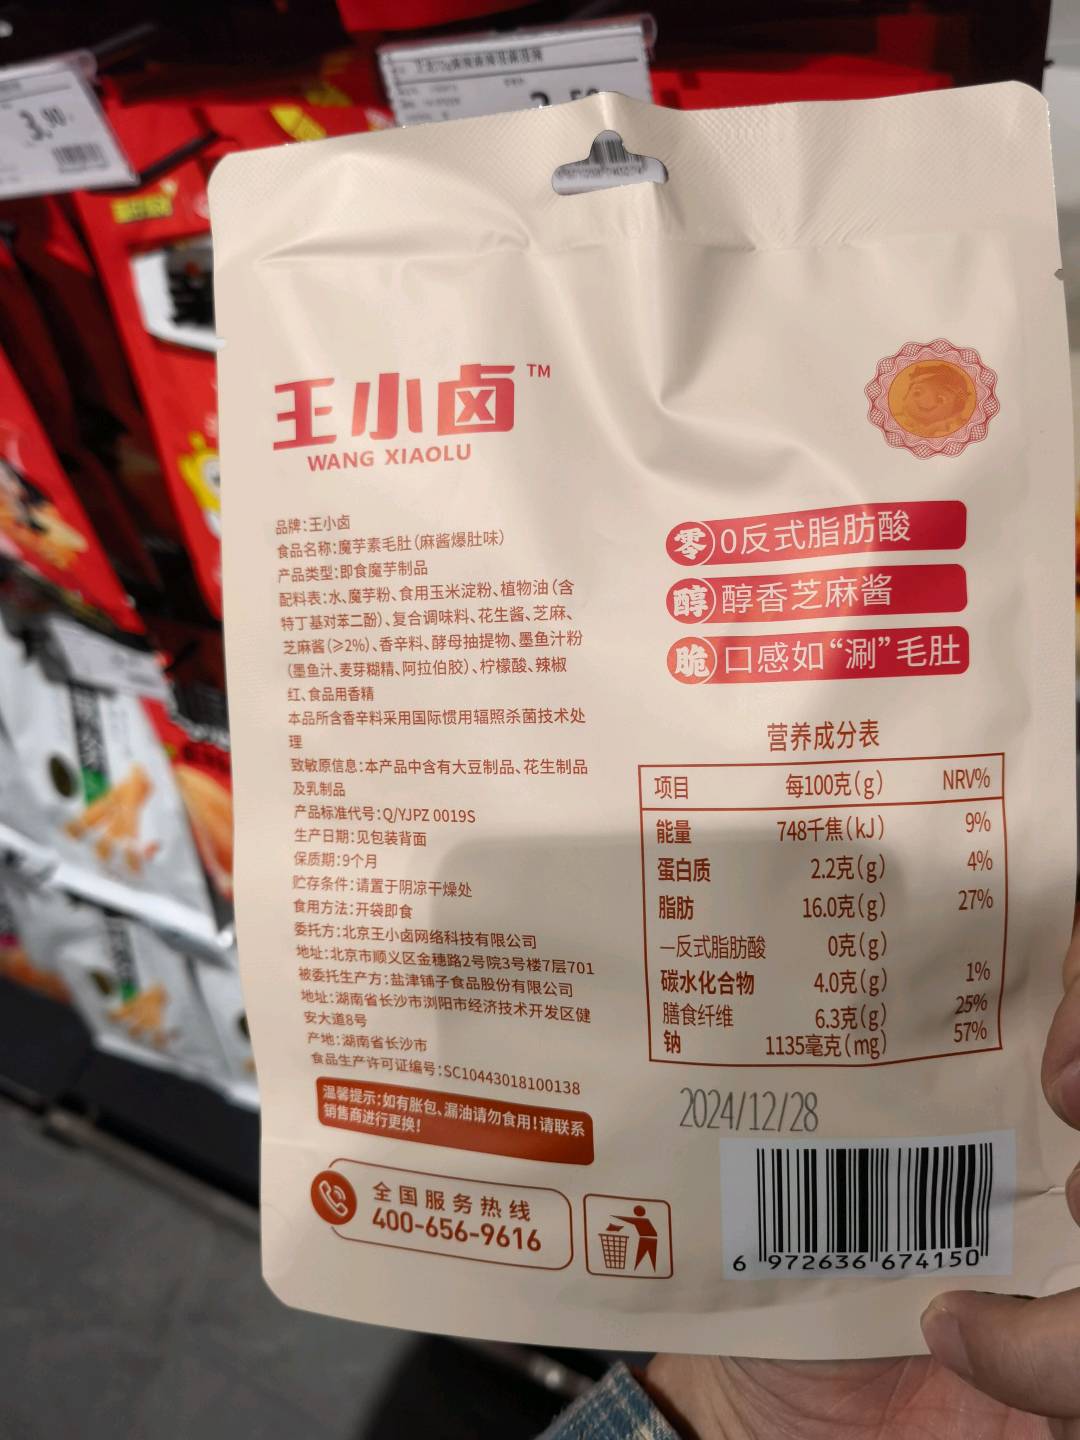 3.90
王小卤™
WANG XIAOLU
品牌:王小卤
食品名称:魔芋素毛肚(麻酱爆肚味)
产品类型:即食魔芋制品
配料表:水、魔芋粉、食用玉米淀粉、植物油(含
特丁基对苯二酚)、复合调味料、花生酱、芝麻、
芝麻酱(≥2%)、香辛料、酵母抽提物、墨鱼汁粉
(墨鱼汁、麦芽糊精、阿拉伯胶)、柠檬酸、辣椒
红、食品用香精
本品所含香辛料采用国际惯用辐照杀菌技术处
理
致敏原信息:本产品中含有大豆制品、花生制品
及乳制品
产品标准代号:Q/YJPZ 0019S
生产日期:见包装背面
保质期:9个月
贮存条件:请置于阴凉干燥处
食用方法:开袋即食
委托方:北京王小卤网络科技有限公司
地址:北京市顺义区金穗路2号院3号楼7层701
被委托生产方:盐津铺子食品股份有限公司
地址:湖南省长沙市浏阳市经济技术开发区健
安大道8号
产地:湖南省长沙市
食品生产许可证编号:SC10443018100138
温馨提示:如有胀包、漏油请勿食用!请联系
销售商进行更换!
全国服务热线
400-656-9616
零 0反式脂肪酸
醇 醇香芝麻酱
脆 口感如“涮”毛肚
营养成分表
项目 每100克(g) NRV%
能量 748千焦(kJ) 9%
蛋白质 2.2克(g) 4%
脂肪 16.0克(g) 27%
—反式脂肪酸 0克(g)
碳水化合物 4.0克(g) 1%
膳食纤维 6.3克(g) 25%
钠 1135毫克(mg) 57%
2024/12/28
6 972636 674150